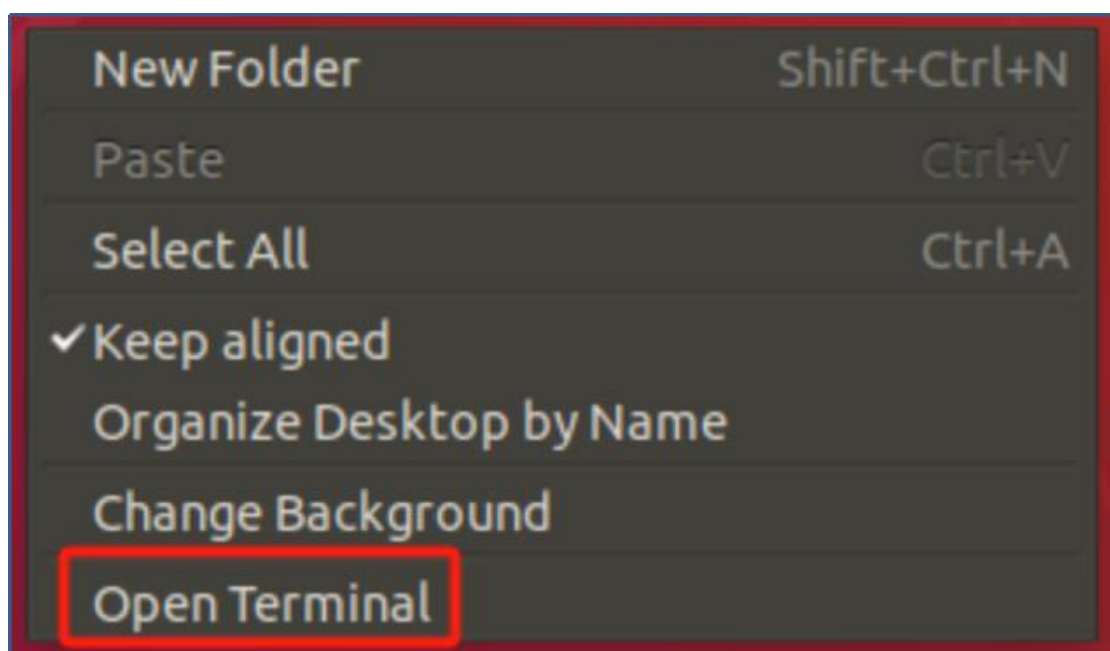 New Folder Shift+Ctrl+N
Paste Ctrl+V
Select All Ctrl+A
Keep aligned
Organize Desktop by Name
Change Background
Open Terminal